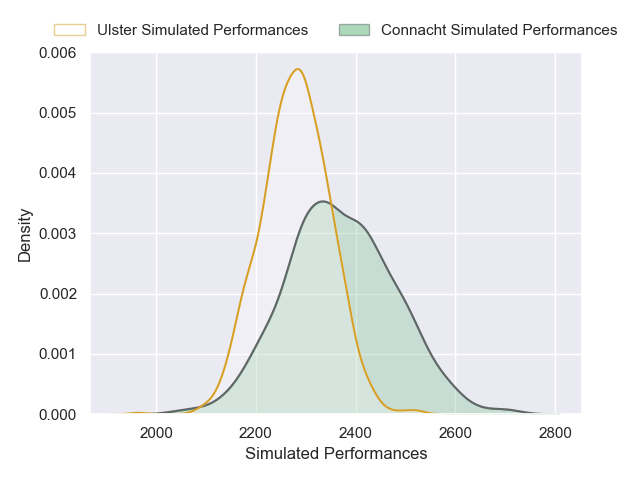 Ulster Simulated Performances Connacht Simulated Performances
0.006
0.005
0.004
0.003
0.002
0.001
0.000
Density
2000 2200 2400 2600 2800
Simulated Performances